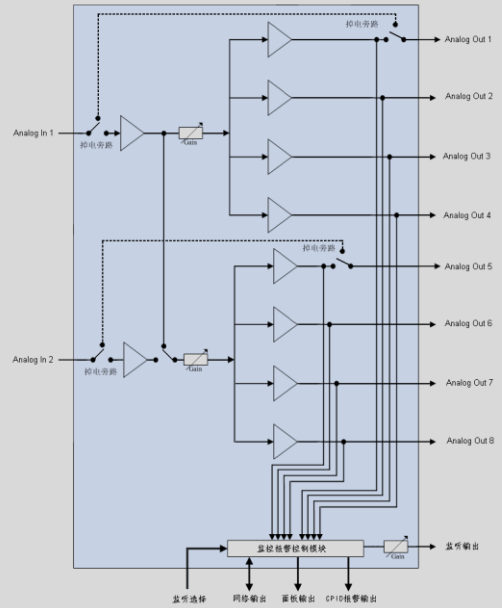 掉电旁路
Analog Out 1
Analog Out 2
Analog In 1
掉电旁路
Gain
Analog Out 3
Analog Out 4
掉电旁路
Analog Out 5
Analog Out 6
Analog In 2
掉电旁路
Gain
Analog Out 7
Analog Out 8
监控报警控制模块
Gain
监听输出
监听选择
网络输出
面板输出
GPIO报警输出